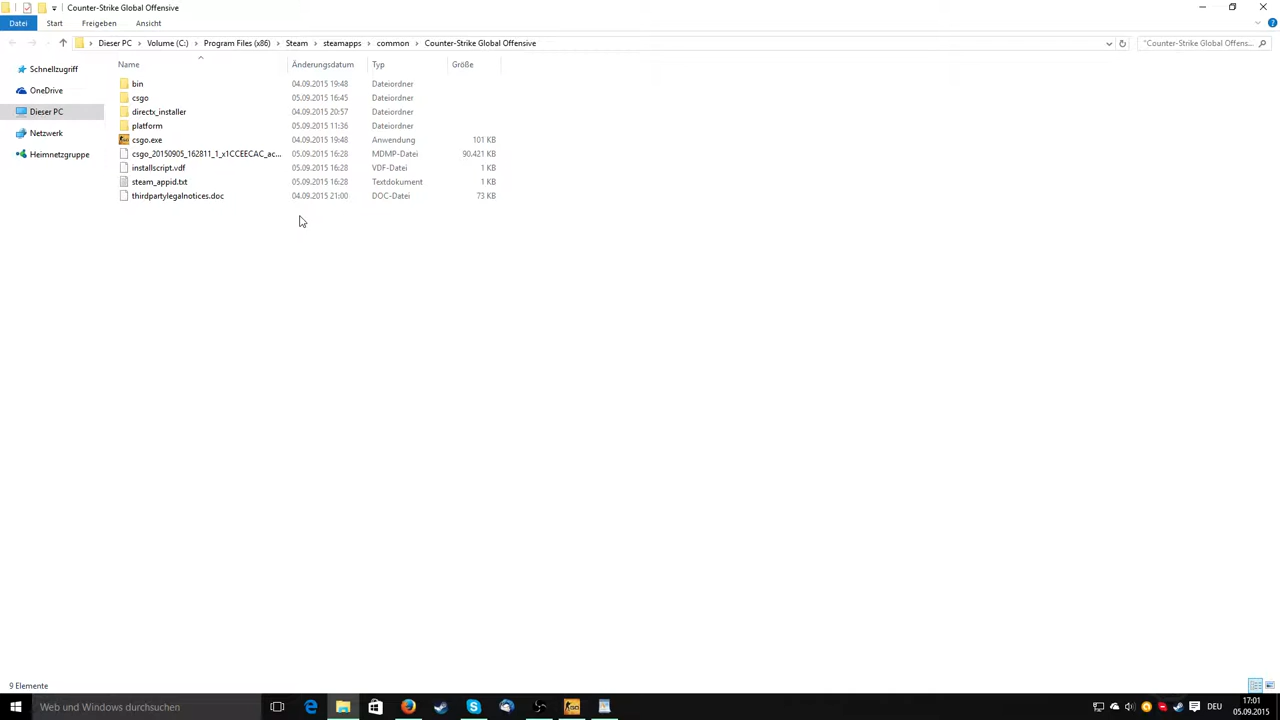 Counter-Strike Global Offensive
Datei Start Freigeben Ansicht
Dieser PC Volume (C:) Program Files (x86) Steam steamapps common Counter-Strike Global Offensive "Counter-Strike Global Offens...
Name Änderungsdatum Typ Größe
Schnellzugriff
OneDrive
Dieser PC
Netzwerk
Heimnetzgruppe
bin 04.09.2015 19:48 Dateiordner
csgo 05.09.2015 16:45 Dateiordner
directx_installer 04.09.2015 20:57 Dateiordner
platform 05.09.2015 11:36 Dateiordner
csgo.exe 04.09.2015 19:48 Anwendung 101 KB
csgo_20150905_162811_1_x1CCEECAC_ac... 05.09.2015 16:28 MDMP-Datei 90.421 KB
installscript.vdf 05.09.2015 16:28 VDF-Datei 1 KB
steam_appid.txt 05.09.2015 16:28 Textdokument 1 KB
thirdpartylegalnotices.doc 04.09.2015 21:00 DOC-Datei 73 KB
9 Elemente
Web und Windows durchsuchen
DEU
17:01
05.09.2015